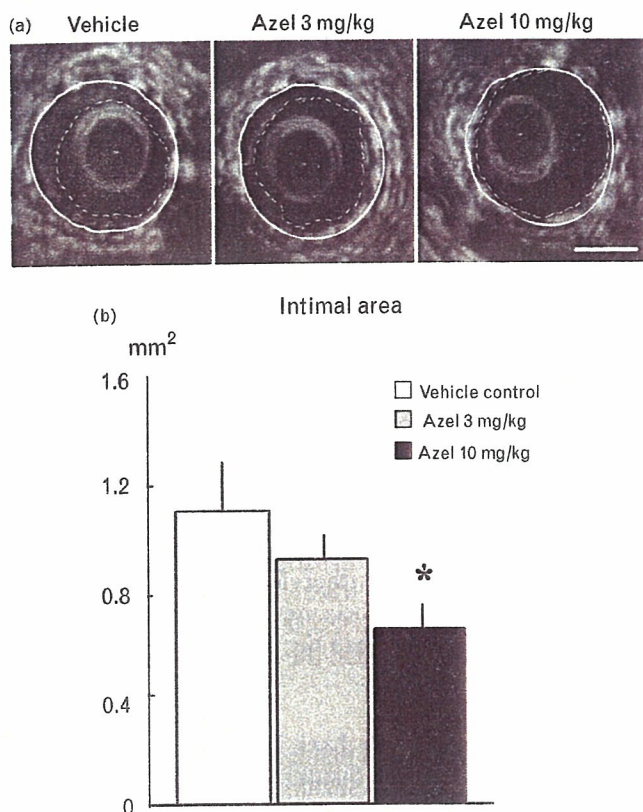 (a) Vehicle Azel 3 mg/kg Azel 10 mg/kg
(b) Intimal area
mm²
1.6
1.2
0.8
0.4
0
Vehicle control
Azel 3 mg/kg
Azel 10 mg/kg
*